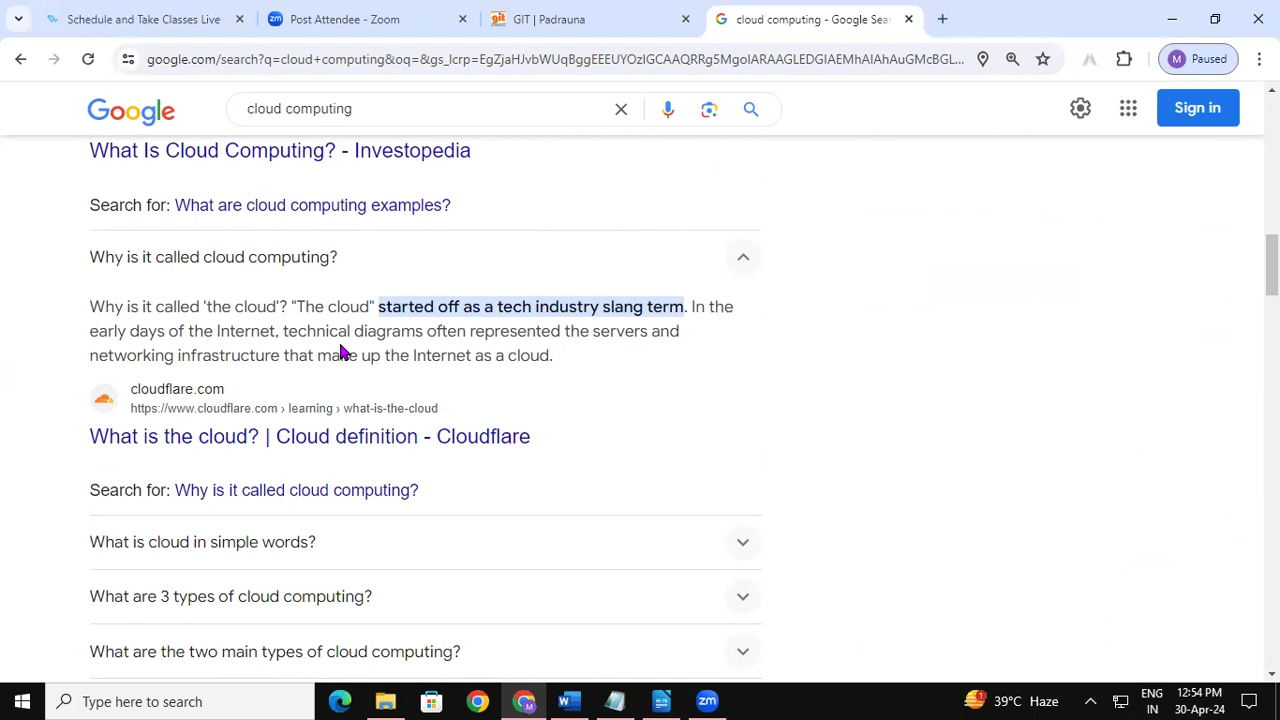 Schedule and Take Classes Live
Post Attendee - Zoom
GIT | Padrauna
cloud computing - Google Sear
google.com/search?q=cloud+computing&oq=&gs_lcrp=EgZjaHJvbWUqBggEEEUYOzIGCAAQRRg5MgoIARAAGLEDGIAEMhAIAhAuGMcBGL...
M Paused
Google
cloud computing
Sign in
What Is Cloud Computing? - Investopedia
Search for: What are cloud computing examples?
Why is it called cloud computing?
Why is it called 'the cloud'? "The cloud" started off as a tech industry slang term. In the
early days of the Internet, technical diagrams often represented the servers and
networking infrastructure that make up the Internet as a cloud.
cloudflare.com
https://www.cloudflare.com › learning › what-is-the-cloud
What is the cloud? | Cloud definition - Cloudflare
Search for: Why is it called cloud computing?
What is cloud in simple words?
What are 3 types of cloud computing?
What are the two main types of cloud computing?
Type here to search
39°C Haze
ENG
IN
12:54 PM
30-Apr-24